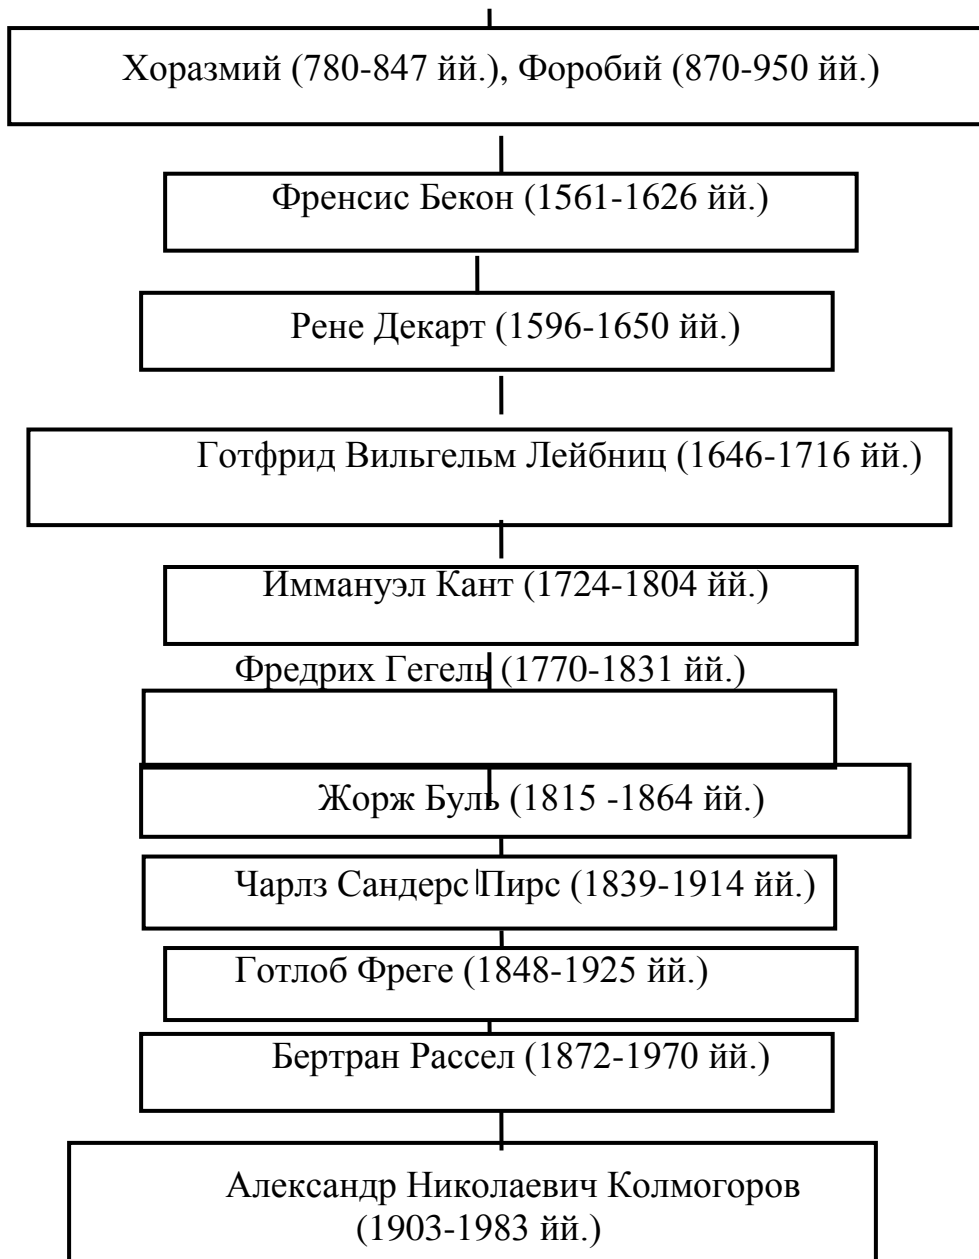 Хоразмий (780-847 йй.), Форобий (870-950 йй.)
Френсис Бекон (1561-1626 йй.)
Рене Декарт (1596-1650 йй.)
Готфрид Вильгельм Лейбниц (1646-1716 йй.)
Иммануэл Кант (1724-1804 йй.)
Фредрих Гегель (1770-1831 йй.)
Жорж Буль (1815 -1864 йй.)
Чарлз Сандерс Пирс (1839-1914 йй.)
Готлоб Фреге (1848-1925 йй.)
Бертран Рассел (1872-1970 йй.)
Александр Николаевич Колмогоров
(1903-1983 йй.)